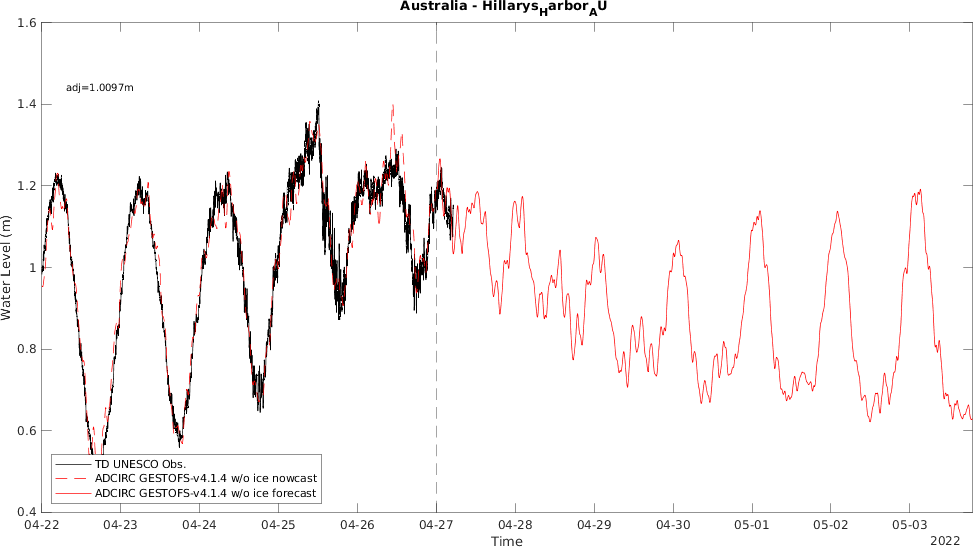 Australia - HillarysHarborAU
1.6
adj=1.0097m
1.4
1.2
1
0.8
0.6
0.4
Water Level (m)
TD UNESCO Obs.
ADCIRC GESTOFS-v4.1.4 w/o ice nowcast
ADCIRC GESTOFS-v4.1.4 w/o ice forecast
04-22 04-23 04-24 04-25 04-26 04-27 04-28 04-29 04-30 05-01 05-02 05-03
Time
2022